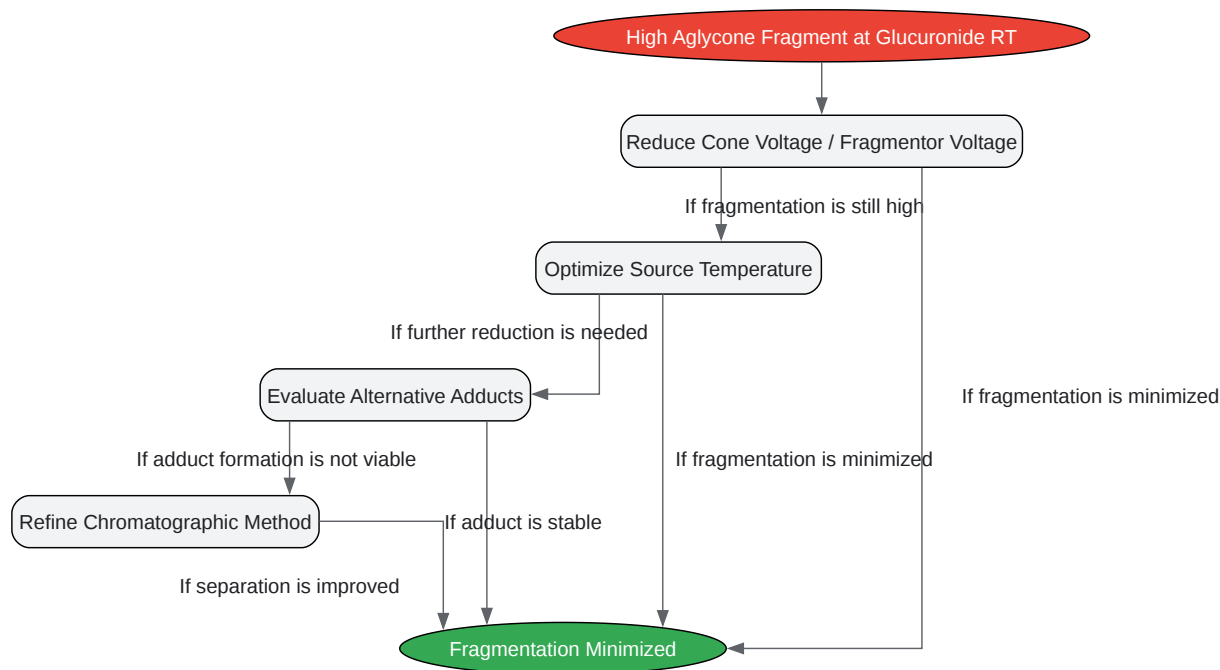 High Aglycone Fragment at Glucuronide RT
Reduce Cone Voltage / Fragmentor Voltage
If fragmentation is still high
Optimize Source Temperature
If further reduction is needed
Evaluate Alternative Adducts
If fragmentation is minimized
If adduct formation is not viable
If fragmentation is minimized
Refine Chromatographic Method
If adduct is stable
If separation is improved
Fragmentation Minimized